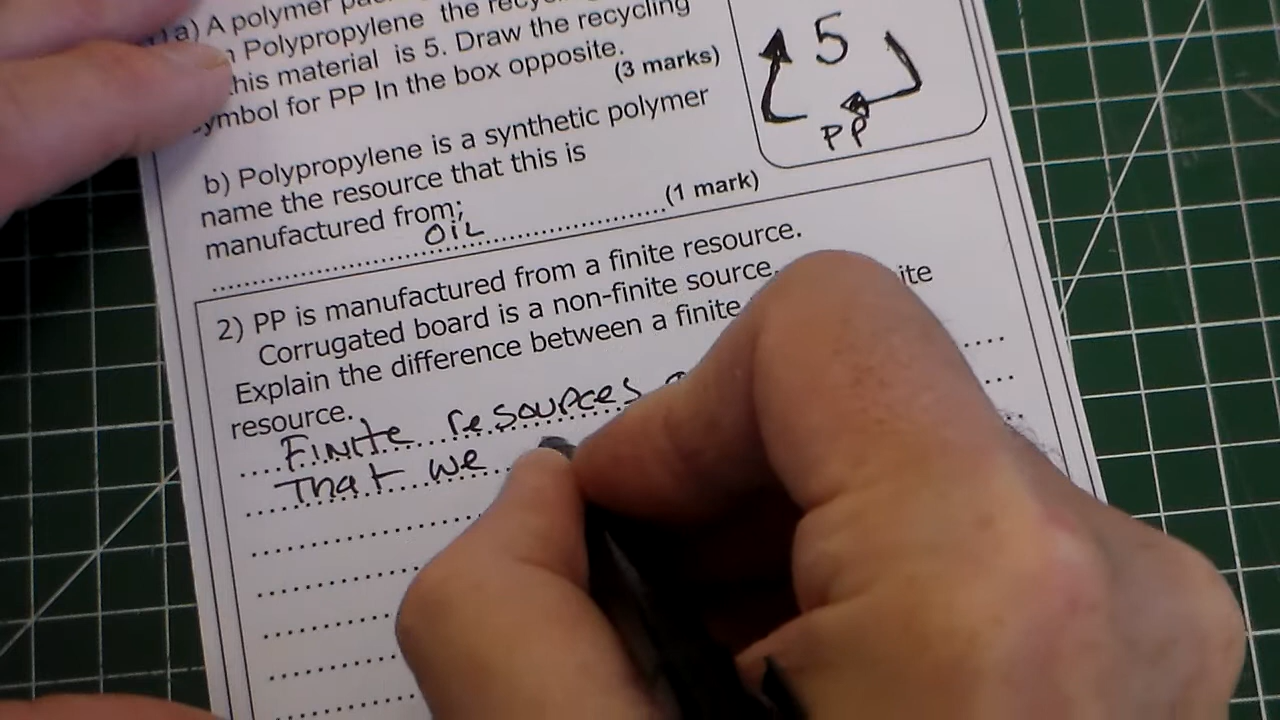 a) A polymer
Polypropylene the
this material is 5. Draw the recycling
symbol for PP In the box opposite.
(3 marks)
5
PP
b) Polypropylene is a synthetic polymer
name the resource that this is
manufactured from;
OIL
(1 mark)
2) PP is manufactured from a finite resource.
Corrugated board is a non-finite source.
Explain the difference between a finite
resource.
Finite resources
That we